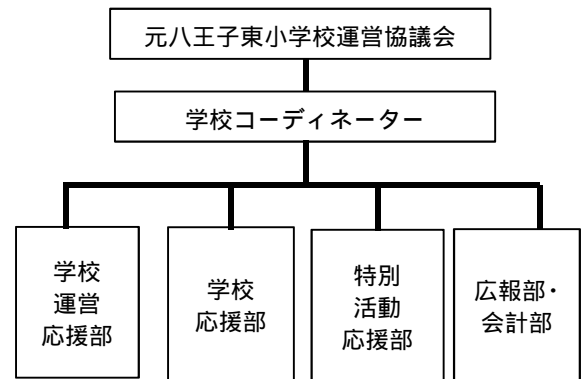 元八王子東小学校運営協議会
学校コーディネーター
学校
運営
応援部
学校
応援部
特別
活動
応援部
広報部・
会計部